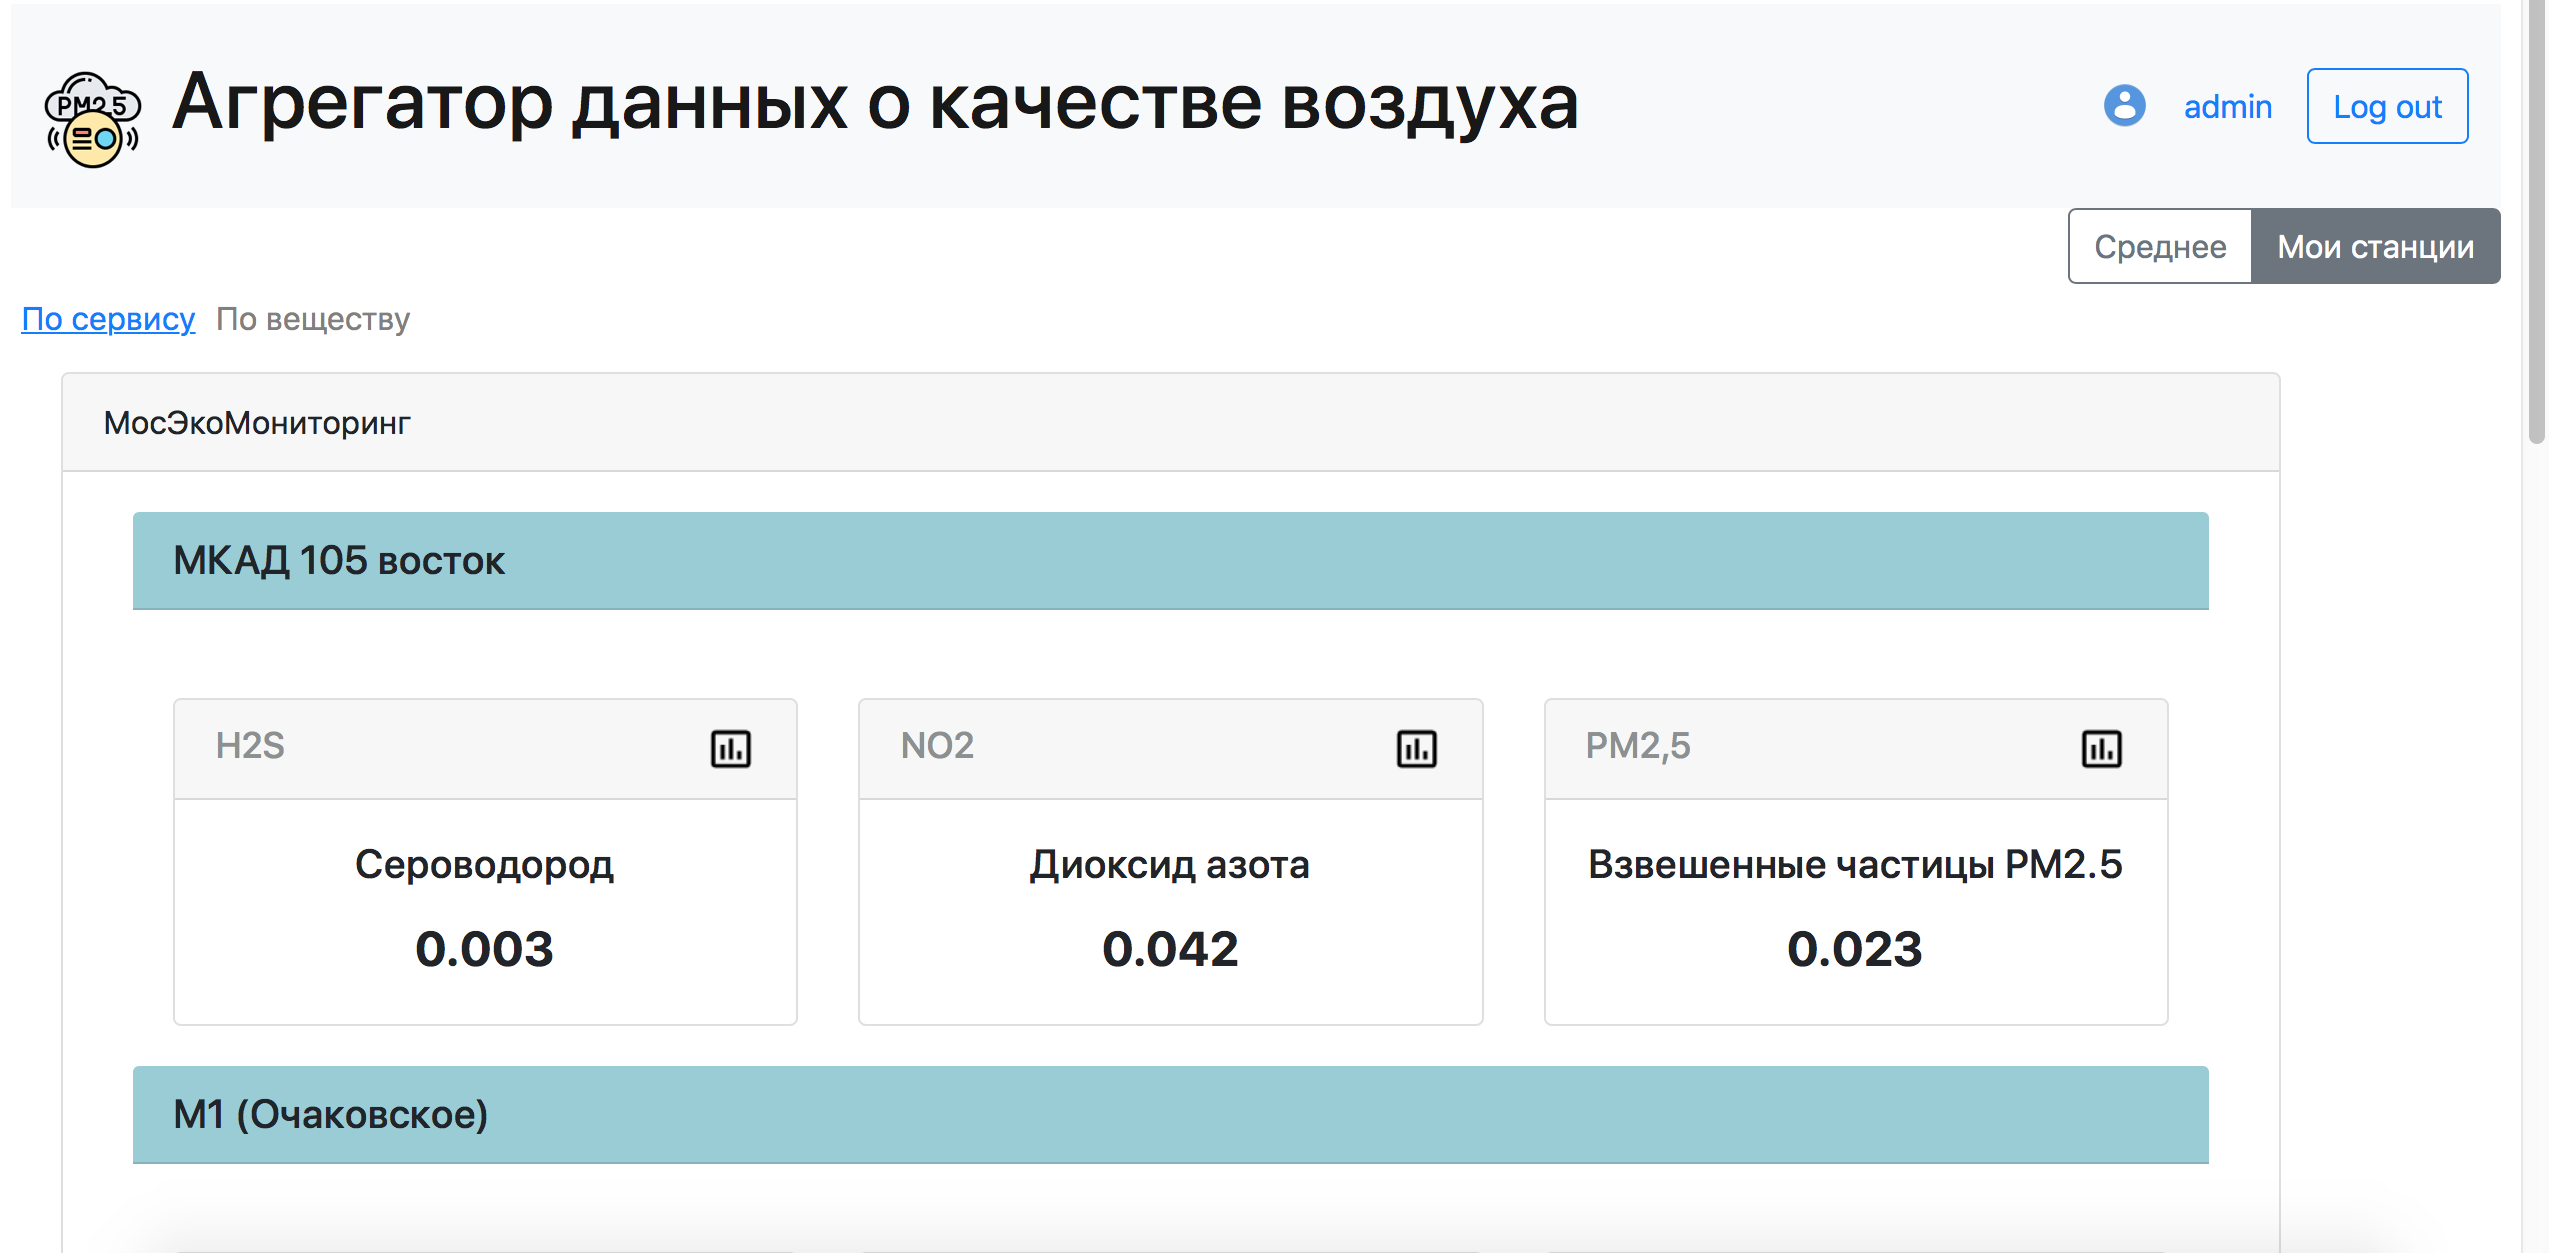 PM2.5
Агрегатор данных о качестве воздуха
admin
Log out
Среднее
Мои станции
По сервису По веществу
МосЭкоМониторинг
МКАД 105 восток
H2S
NO2
PM2,5
Сероводород
Диоксид азота
Взвешенные частицы PM2.5
0.003
0.042
0.023
М1 (Очаковское)